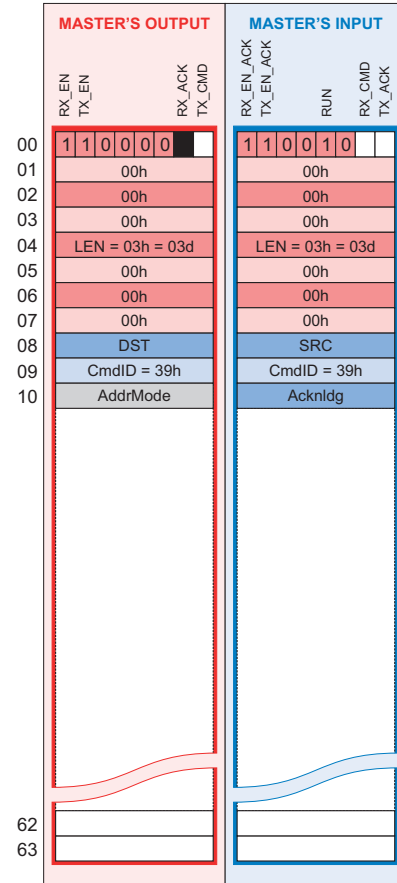 MASTER'S OUTPUT MASTER'S INPUT
RX_EN TX_EN RX_ACK TX_CMD RX_EN_ACK TX_EN_ACK RUN RX_CMD TX_ACK
00 1 1 0 0 0 0 1 1 0 0 1 0
01 00h 00h
02 00h 00h
03 00h 00h
04 LEN = 03h = 03d LEN = 03h = 03d
05 00h 00h
06 00h 00h
07 00h 00h
08 DST SRC
09 CmdID = 39h CmdID = 39h
10 AddrMode Acknldg
62
63